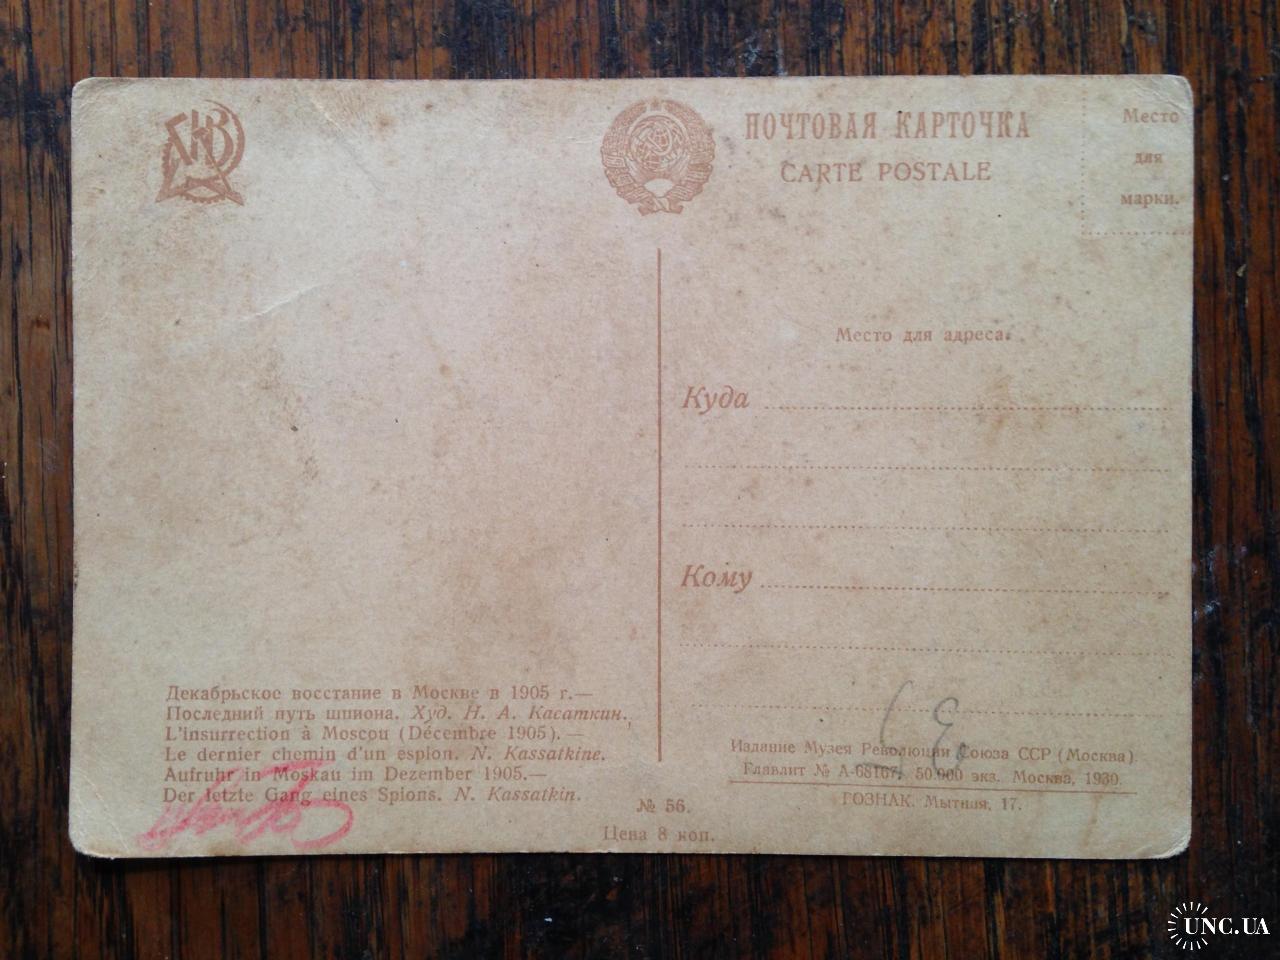 ПОЧТОВАЯ КАРТОЧКА
CARTE POSTALE
Место
для
марки.
Место для адреса.
Куда
Кому
Декабрьское восстание в Москве в 1905 г.—
Последний путь шпиона. Худ. Н. А. Касаткин.
L'insurrection à Moscou (Décembre 1905).—
Le dernier chemin d'un espion. N. Kassatkine.
Aufruhr in Moskau im Dezember 1905.—
Der letzte Gang eines Spions. N. Kassatkin.
№ 56.
Цена 8 коп.
Издание Музея Революции Союза ССР (Москва).
Главлит № А-68167. 50.000 экз. Москва, 1930.
ГОЗНАК. Мытная, 17.
UNC.UA